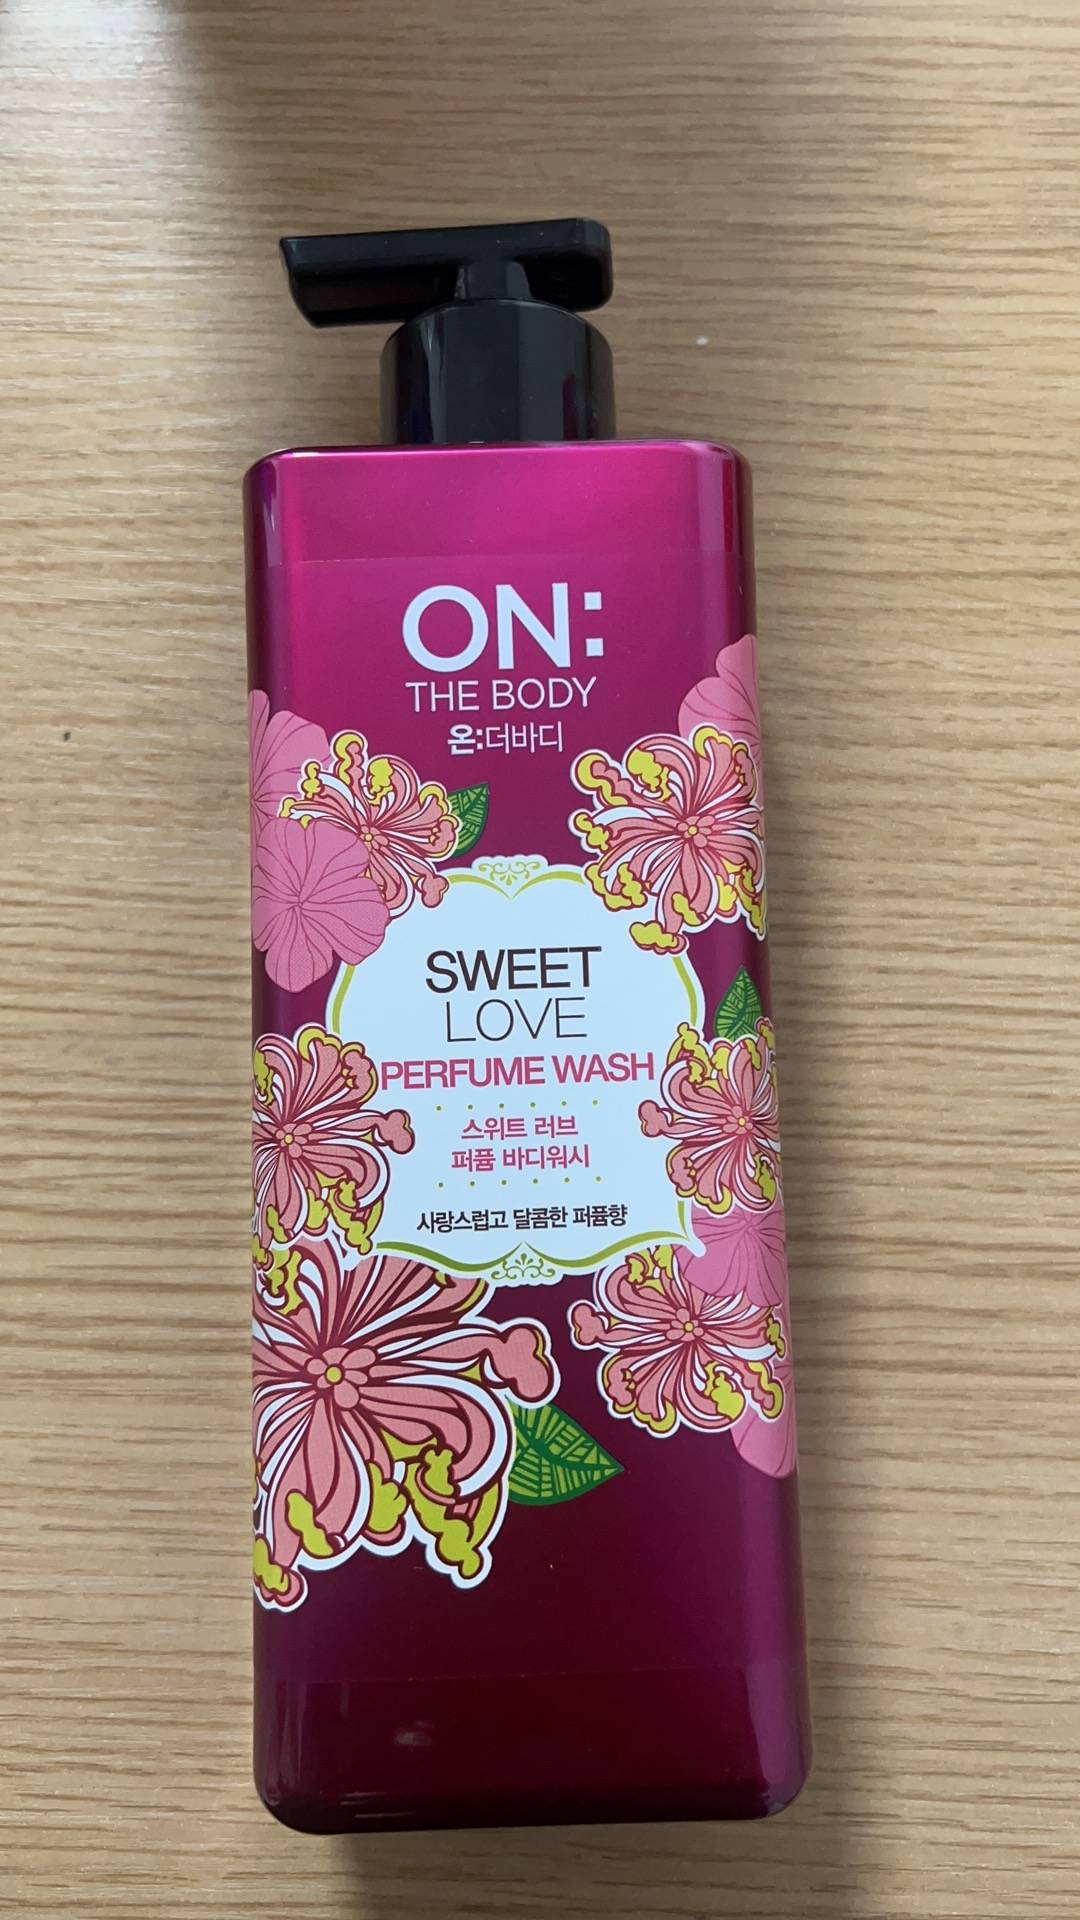 ON:
THE BODY
온:더바디
SWEET
LOVE
PERFUME WASH
스위트 러브
퍼퓸 바디워시
사랑스럽고 달콤한 퍼퓸향